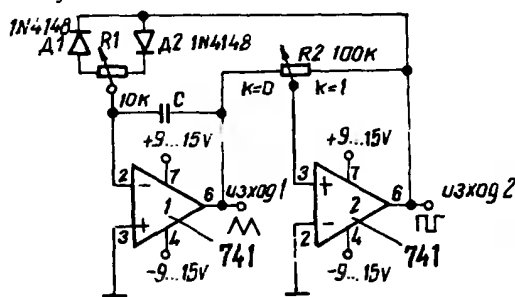 1N4148
Д1 R1 Д2 1N4148
R2 100K
10K C K=0 K=1
+9...15V +9...15V
2 - 7 6 изход 1 3 + 7 6 изход 2
1 2
3 + 4 741 2 - 4 741
-9...15V -9...15V